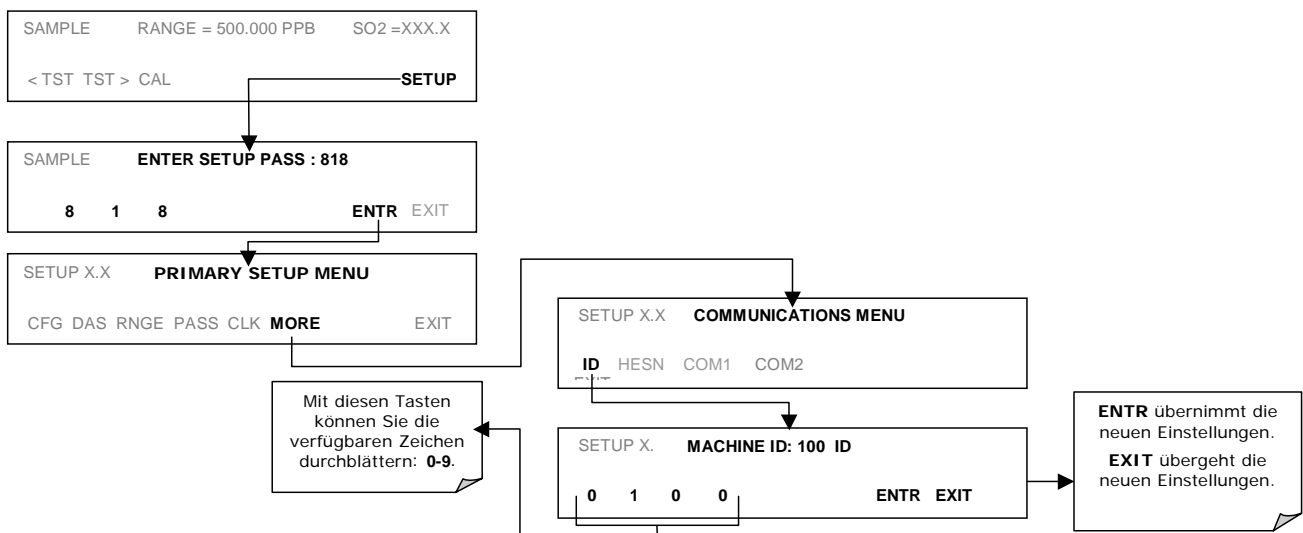 SAMPLE RANGE = 500.000 PPB SO2 =XXX.X
< TST TST > CAL SETUP
SAMPLE ENTER SETUP PASS : 818
8 1 8 ENTR EXIT
SETUP X.X PRIMARY SETUP MENU
CFG DAS RNGE PASS CLK MORE EXIT
SETUP X.X COMMUNICATIONS MENU
ID HESN COM1 COM2
Mit diesen Tasten
können Sie die
verfügbaren Zeichen
durchblättern: 0-9.
SETUP X. MACHINE ID: 100 ID
0 1 0 0 ENTR EXIT
ENTR übernimmt die
neuen Einstellungen.
EXIT übergeht die
neuen Einstellungen.